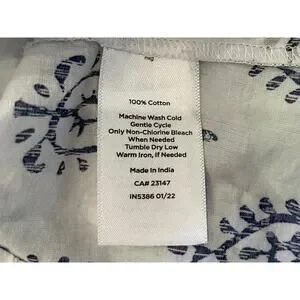 100% Cotton
Machine Wash Cold
Gentle Cycle
Only Non-Chlorine Bleach
When Needed
Tumble Dry Low
Warm Iron, If Needed
Made In India
CA# 23147
IN5386 01/22